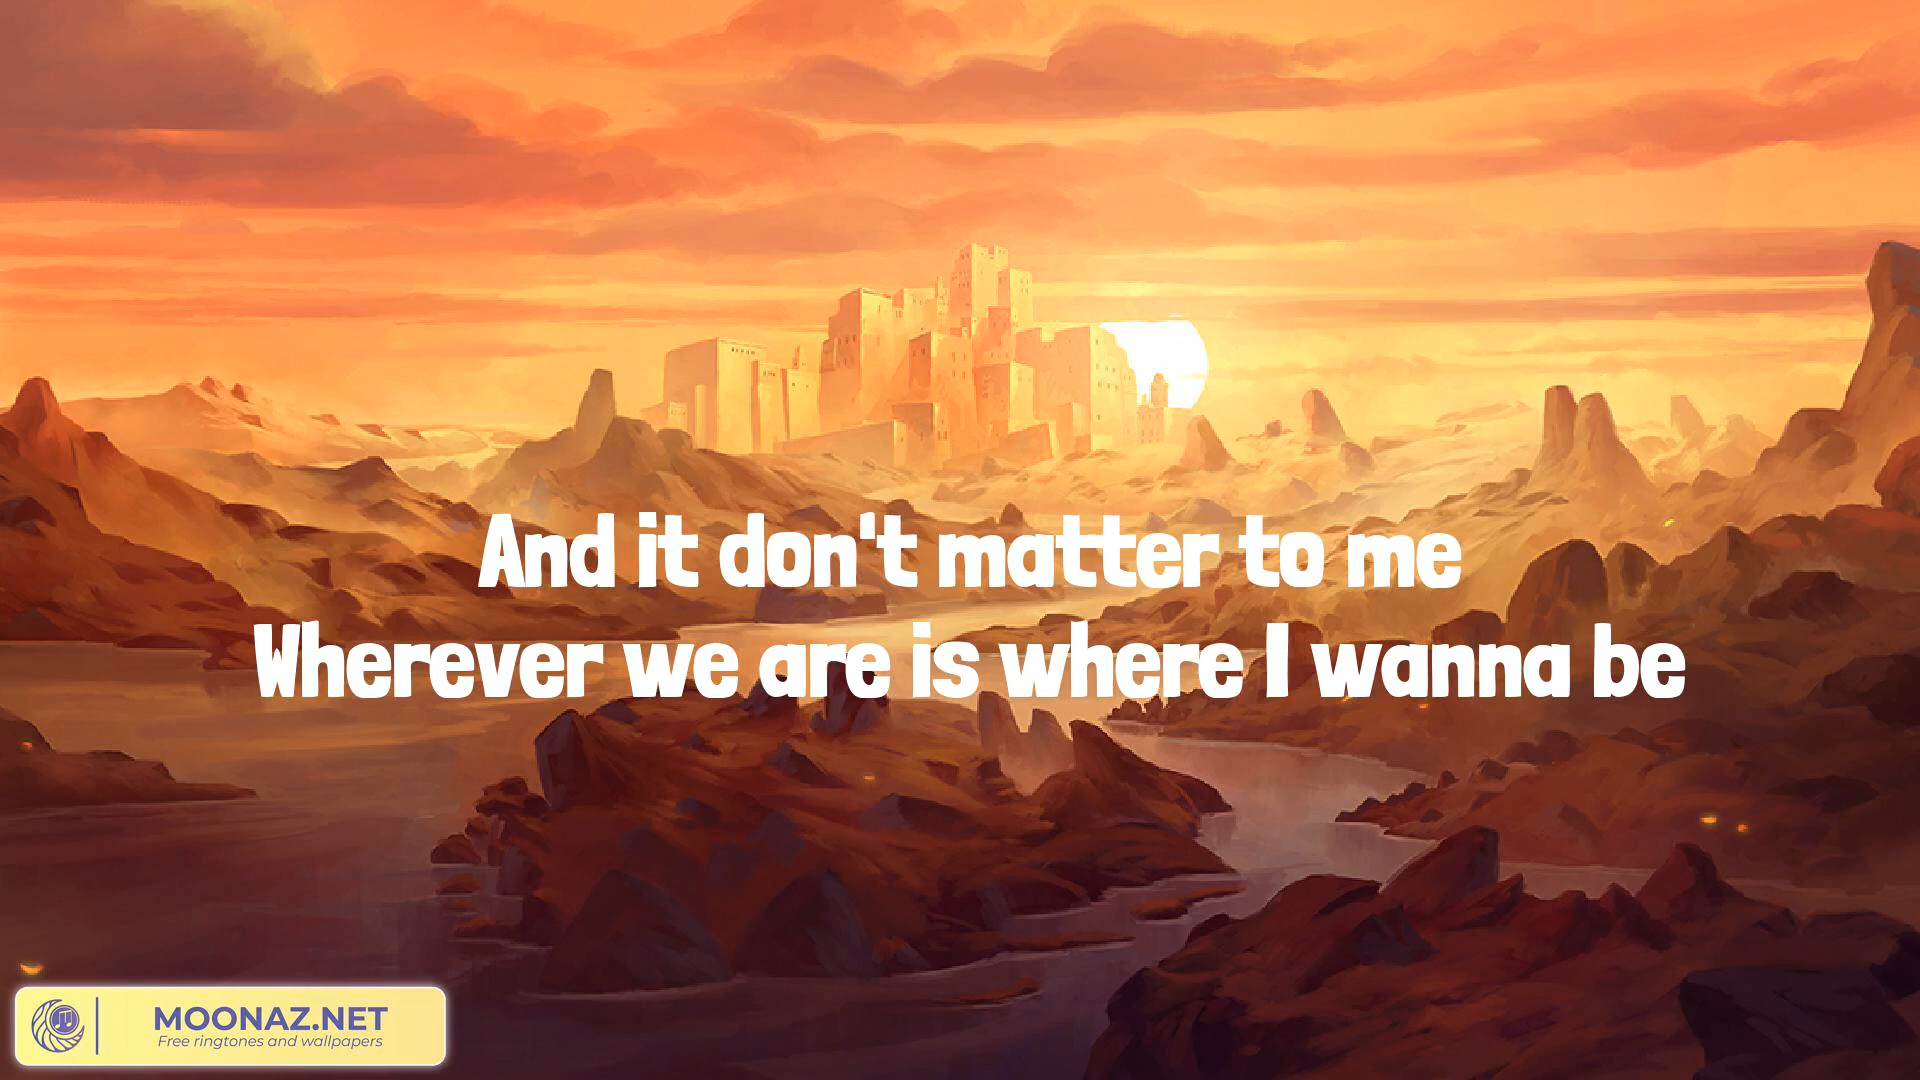 And it don't matter to me
Wherever we are is where I wanna be
MOONAZ.NET
Free ringtones and wallpapers